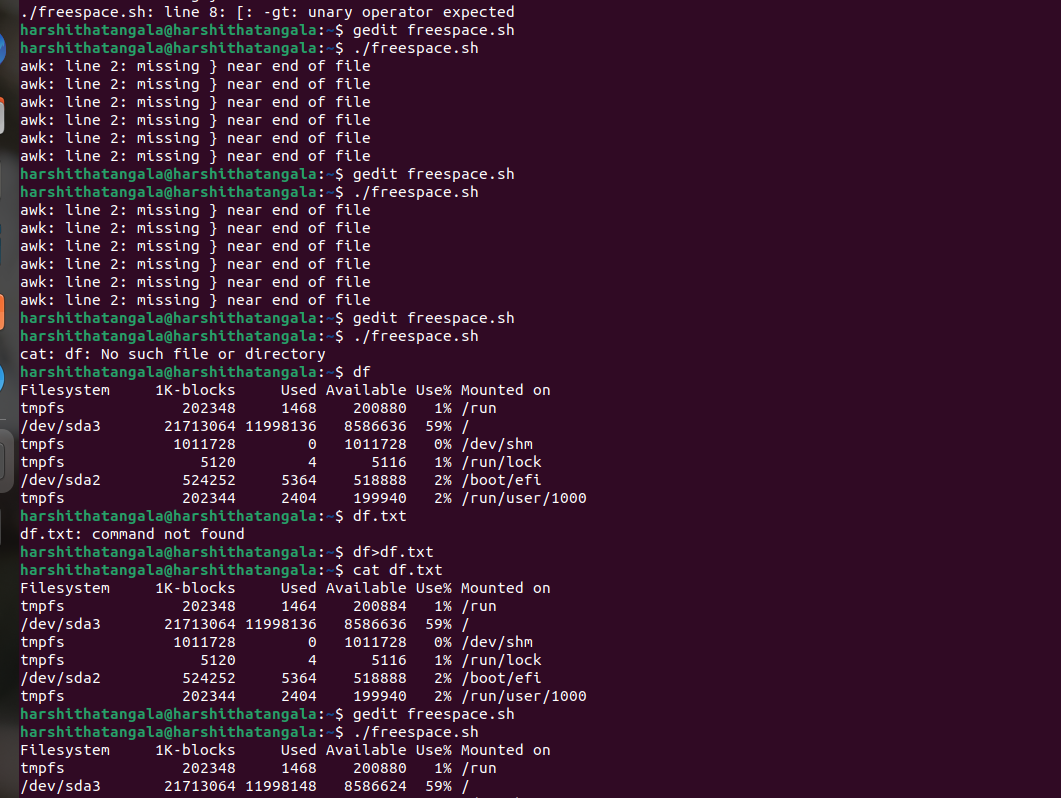 ./freespace.sh: line 8: [: -gt: unary operator expected
harshithatangala@harshithatangala:~$ gedit freespace.sh
harshithatangala@harshithatangala:~$ ./freespace.sh
awk: line 2: missing } near end of file
awk: line 2: missing } near end of file
awk: line 2: missing } near end of file
awk: line 2: missing } near end of file
awk: line 2: missing } near end of file
awk: line 2: missing } near end of file
harshithatangala@harshithatangala:~$ gedit freespace.sh
harshithatangala@harshithatangala:~$ ./freespace.sh
awk: line 2: missing } near end of file
awk: line 2: missing } near end of file
awk: line 2: missing } near end of file
awk: line 2: missing } near end of file
awk: line 2: missing } near end of file
awk: line 2: missing } near end of file
harshithatangala@harshithatangala:~$ gedit freespace.sh
harshithatangala@harshithatangala:~$ ./freespace.sh
cat: df: No such file or directory
harshithatangala@harshithatangala:~$ df
Filesystem     1K-blocks     Used Available Use% Mounted on
tmpfs             202348     1468    200880   1% /run
/dev/sda3       21713064 11998136   8586636  59% /
tmpfs            1011728        0   1011728   0% /dev/shm
tmpfs               5120        4      5116   1% /run/lock
/dev/sda2         524252     5364    518888   2% /boot/efi
tmpfs             202344     2404    199940   2% /run/user/1000
harshithatangala@harshithatangala:~$ df.txt
df.txt: command not found
harshithatangala@harshithatangala:~$ df>df.txt
harshithatangala@harshithatangala:~$ cat df.txt
Filesystem     1K-blocks     Used Available Use% Mounted on
tmpfs             202348     1464    200884   1% /run
/dev/sda3       21713064 11998136   8586636  59% /
tmpfs            1011728        0   1011728   0% /dev/shm
tmpfs               5120        4      5116   1% /run/lock
/dev/sda2         524252     5364    518888   2% /boot/efi
tmpfs             202344     2404    199940   2% /run/user/1000
harshithatangala@harshithatangala:~$ gedit freespace.sh
harshithatangala@harshithatangala:~$ ./freespace.sh
Filesystem     1K-blocks     Used Available Use% Mounted on
tmpfs             202348     1468    200880   1% /run
/dev/sda3       21713064 11998148   8586624  59% /